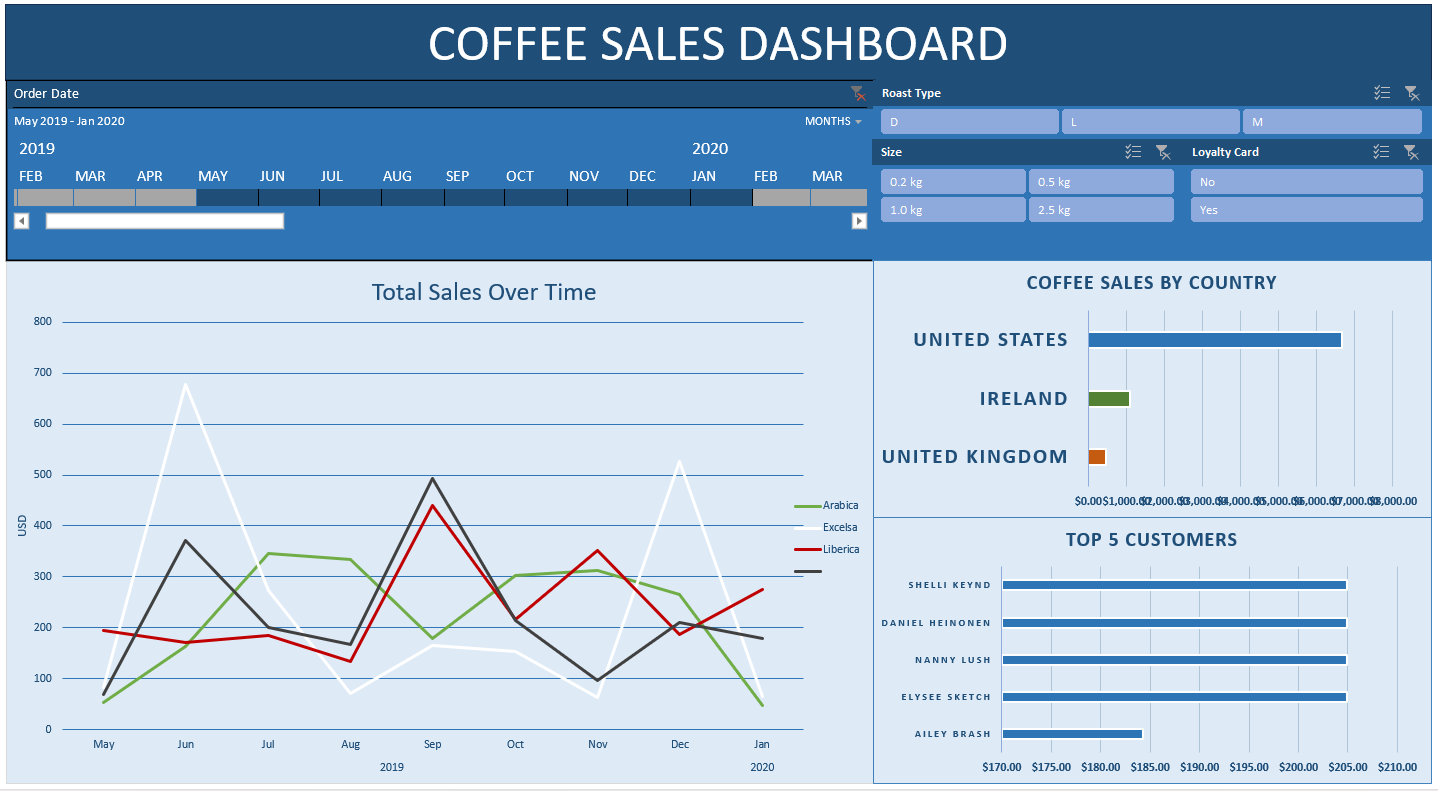 COFFEE SALES DASHBOARD
Order Date
May 2019 - Jan 2020
MONTHS
2019 2020
FEB MAR APR MAY JUN JUL AUG SEP OCT NOV DEC JAN FEB MAR
Roast Type
D L M
Size
0.2 kg 0.5 kg
1.0 kg 2.5 kg
Loyalty Card
No
Yes
Total Sales Over Time
800
700
600
500
400
300
200
100
0
USD
May Jun Jul Aug Sep Oct Nov Dec Jan
2019 2020
Arabica
Excelsa
Liberica
COFFEE SALES BY COUNTRY
UNITED STATES
IRELAND
UNITED KINGDOM
$0.00 $1,000.00 $2,000.00 $3,000.00 $4,000.00 $5,000.00 $6,000.00 $7,000.00 $8,000.00
TOP 5 CUSTOMERS
SHELLI KEYND
DANIEL HEINONEN
NANNY LUSH
ELYSEE SKETCH
AILEY BRASH
$170.00 $175.00 $180.00 $185.00 $190.00 $195.00 $200.00 $205.00 $210.00